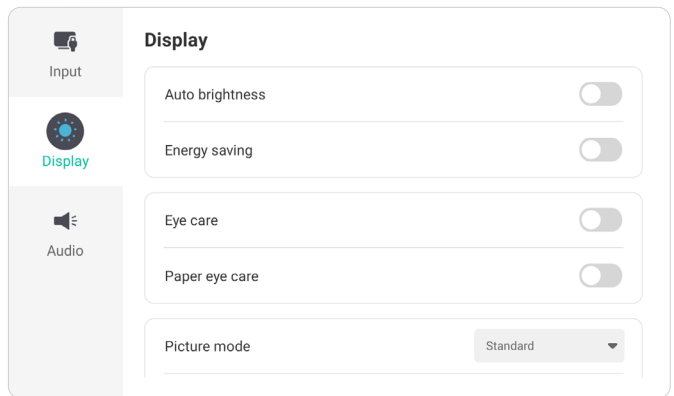 Input
Display
Audio
Display
Auto brightness
Energy saving
Eye care
Paper eye care
Picture mode
Standard